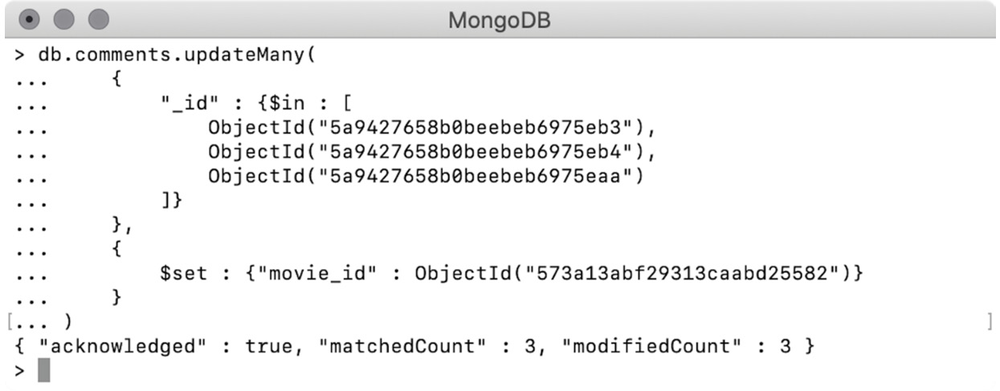 MongoDB
> db.comments.updateMany(
...     {
...         "_id" : {$in : [
...             ObjectId("5a9427658b0beebeb6975eb3"),
...             ObjectId("5a9427658b0beebeb6975eb4"),
...             ObjectId("5a9427658b0beebeb6975eaa")
...         ]}
...     },
...     {
...         $set : {"movie_id" : ObjectId("573a13abf29313caabd25582")}
...     }
[... )                                                                          ]
{ "acknowledged" : true, "matchedCount" : 3, "modifiedCount" : 3 }
>